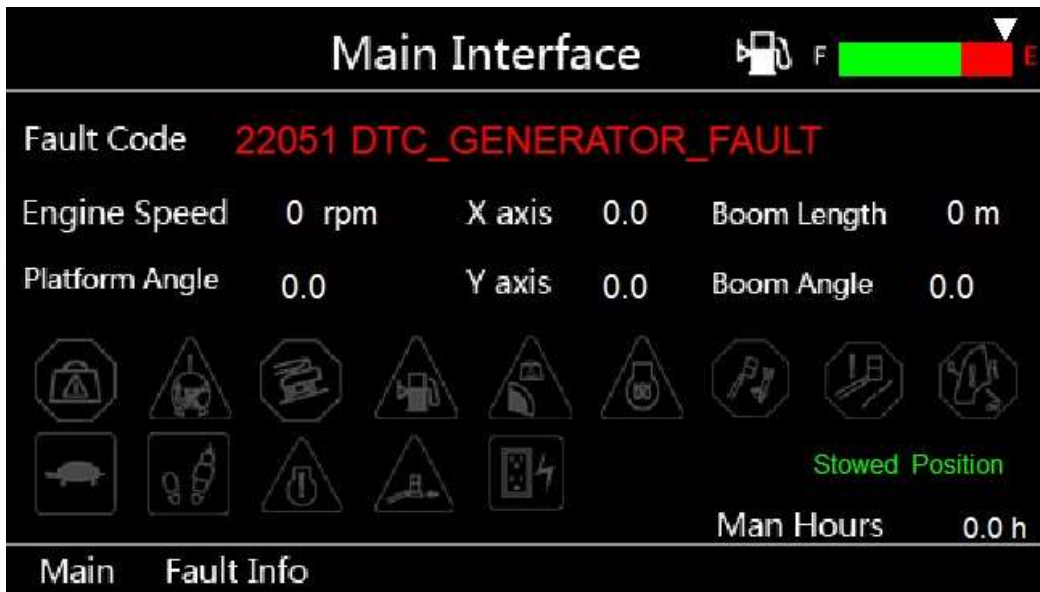 Main Interface F E
Fault Code 22051 DTC_GENERATOR_FAULT
Engine Speed 0 rpm X axis 0.0 Boom Length 0 m
Platform Angle 0.0 Y axis 0.0 Boom Angle 0.0
Stowed Position
Man Hours 0.0 h
Main Fault Info